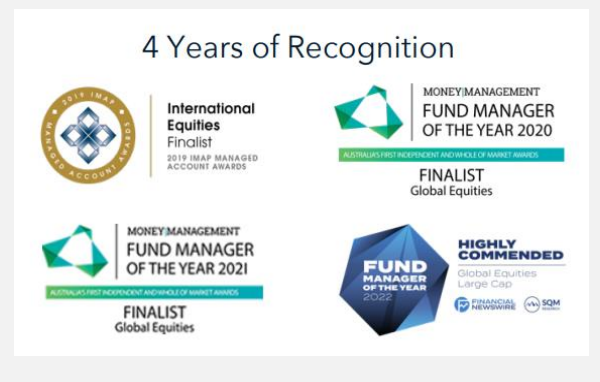 4 Years of Recognition
2019 IMAP
MANAGED ACCOUNT AWARDS
International
Equities
Finalist
2019 IMAP MANAGED
ACCOUNT AWARDS
MONEY|MANAGEMENT
FUND MANAGER
OF THE YEAR 2020
AUSTRALIA'S FIRST INDEPENDENT AND WHOLE OF MARKET AWARDS
FINALIST
Global Equities
MONEY|MANAGEMENT
FUND MANAGER
OF THE YEAR 2021
AUSTRALIA'S FIRST INDEPENDENT AND WHOLE OF MARKET AWARDS
FINALIST
Global Equities
FUND
MANAGER
OF THE YEAR
2022
HIGHLY
COMMENDED
Global Equities
Large Cap
FINANCIAL
NEWSWIRE
SQM
RESEARCH